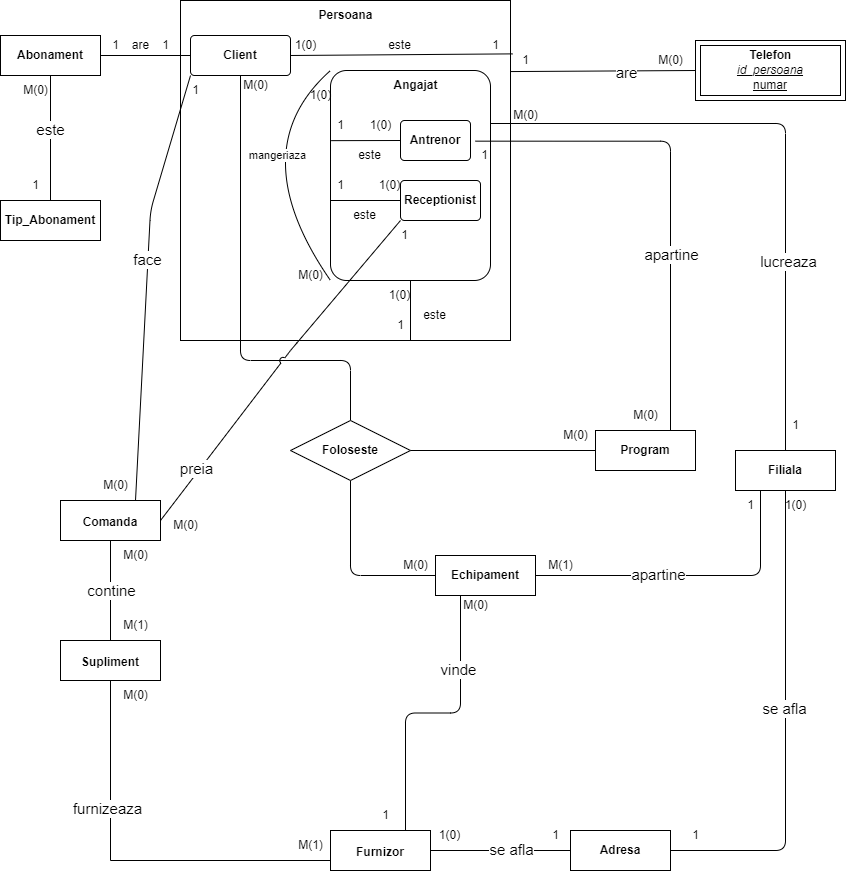 Persoana
Abonament
1 are 1
Client
1(0)
este
1
1
are
M(0)
Telefon
id_persoana
numar
M(0)
este
1
Tip_Abonament
1
M(0)
1(0)
Angajat
M(0)
1
1(0)
Antrenor
este
1
mangeriaza
1
1(0)
Receptionist
este
1
M(0)
1(0)
1
este
face
apartine
lucreaza
M(0)
1
M(0)
Foloseste
Program
Filiala
preia
M(0)
Comanda
M(0)
1
1(0)
M(0)
contine
M(1)
M(0)
Echipament
M(1)
apartine
M(0)
Supliment
M(0)
vinde
se afla
furnizeaza
1
M(1)
Furnizor
1(0)
se afla
1
Adresa
1